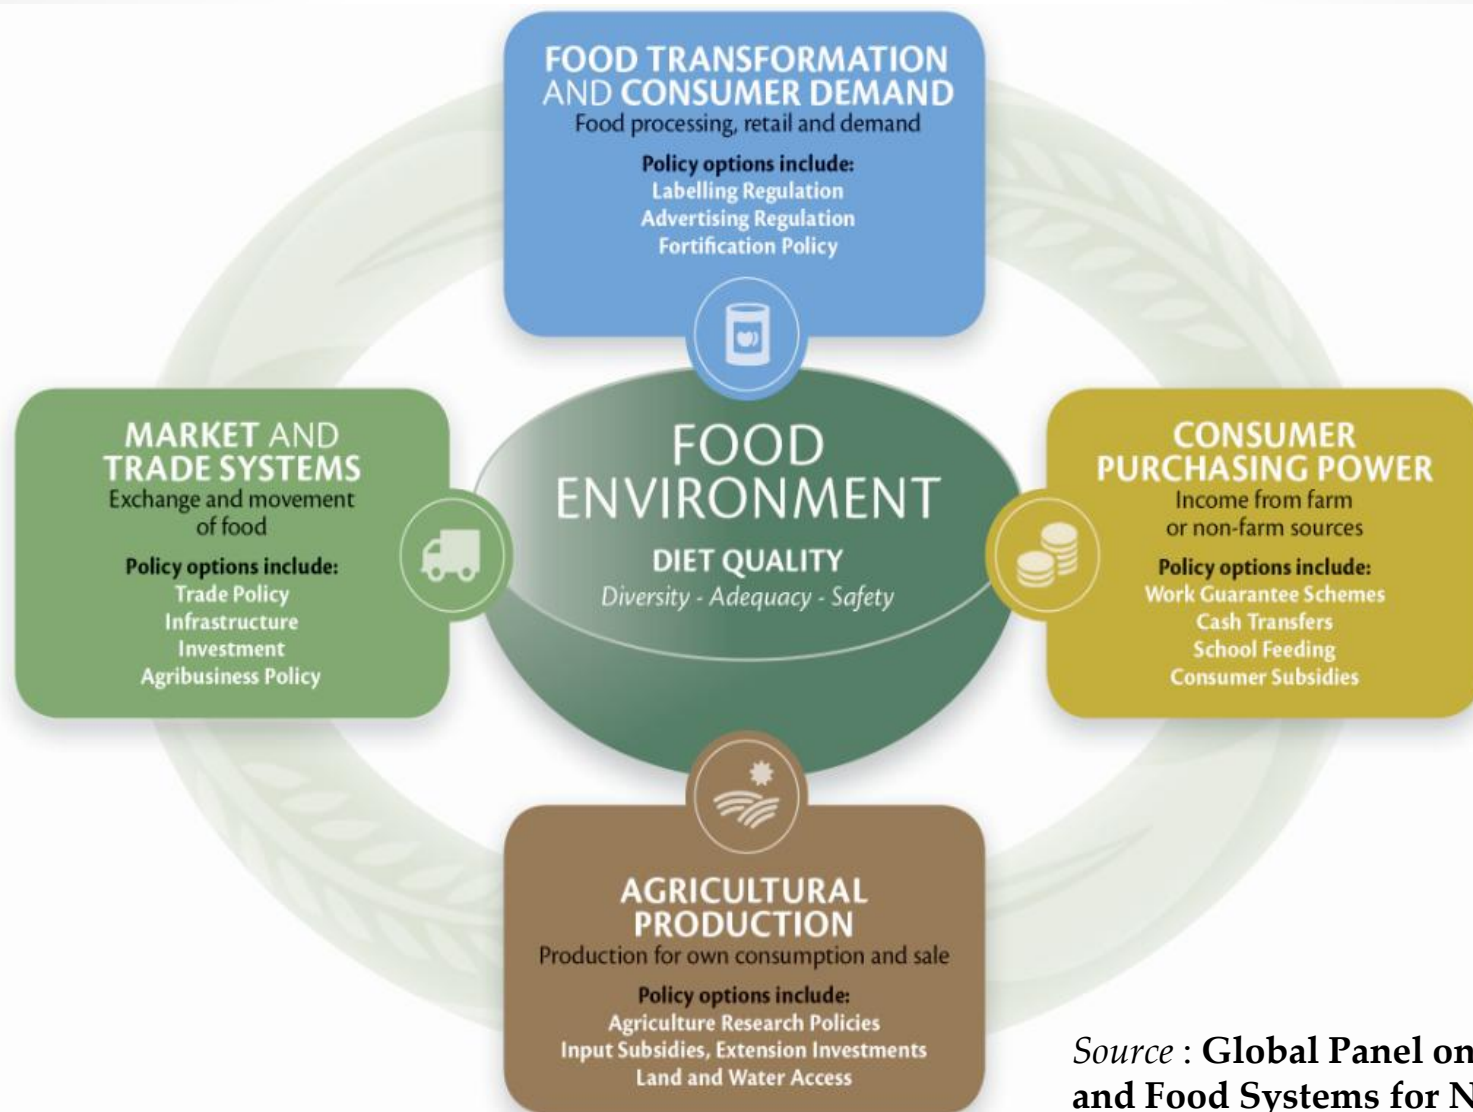 FOOD TRANSFORMATION
AND CONSUMER DEMAND
Food processing, retail and demand
Policy options include:
Labelling Regulation
Advertising Regulation
Fortification Policy
MARKET AND
TRADE SYSTEMS
Exchange and movement
of food
Policy options include:
Trade Policy
Infrastructure
Investment
Agribusiness Policy
FOOD
ENVIRONMENT
DIET QUALITY
Diversity - Adequacy - Safety
CONSUMER
PURCHASING POWER
Income from farm
or non-farm sources
Policy options include:
Work Guarantee Schemes
Cash Transfers
School Feeding
Consumer Subsidies
AGRICULTURAL
PRODUCTION
Production for own consumption and sale
Policy options include:
Agriculture Research Policies
Input Subsidies, Extension Investments
Land and Water Access
Source : Global Panel on
and Food Systems for N